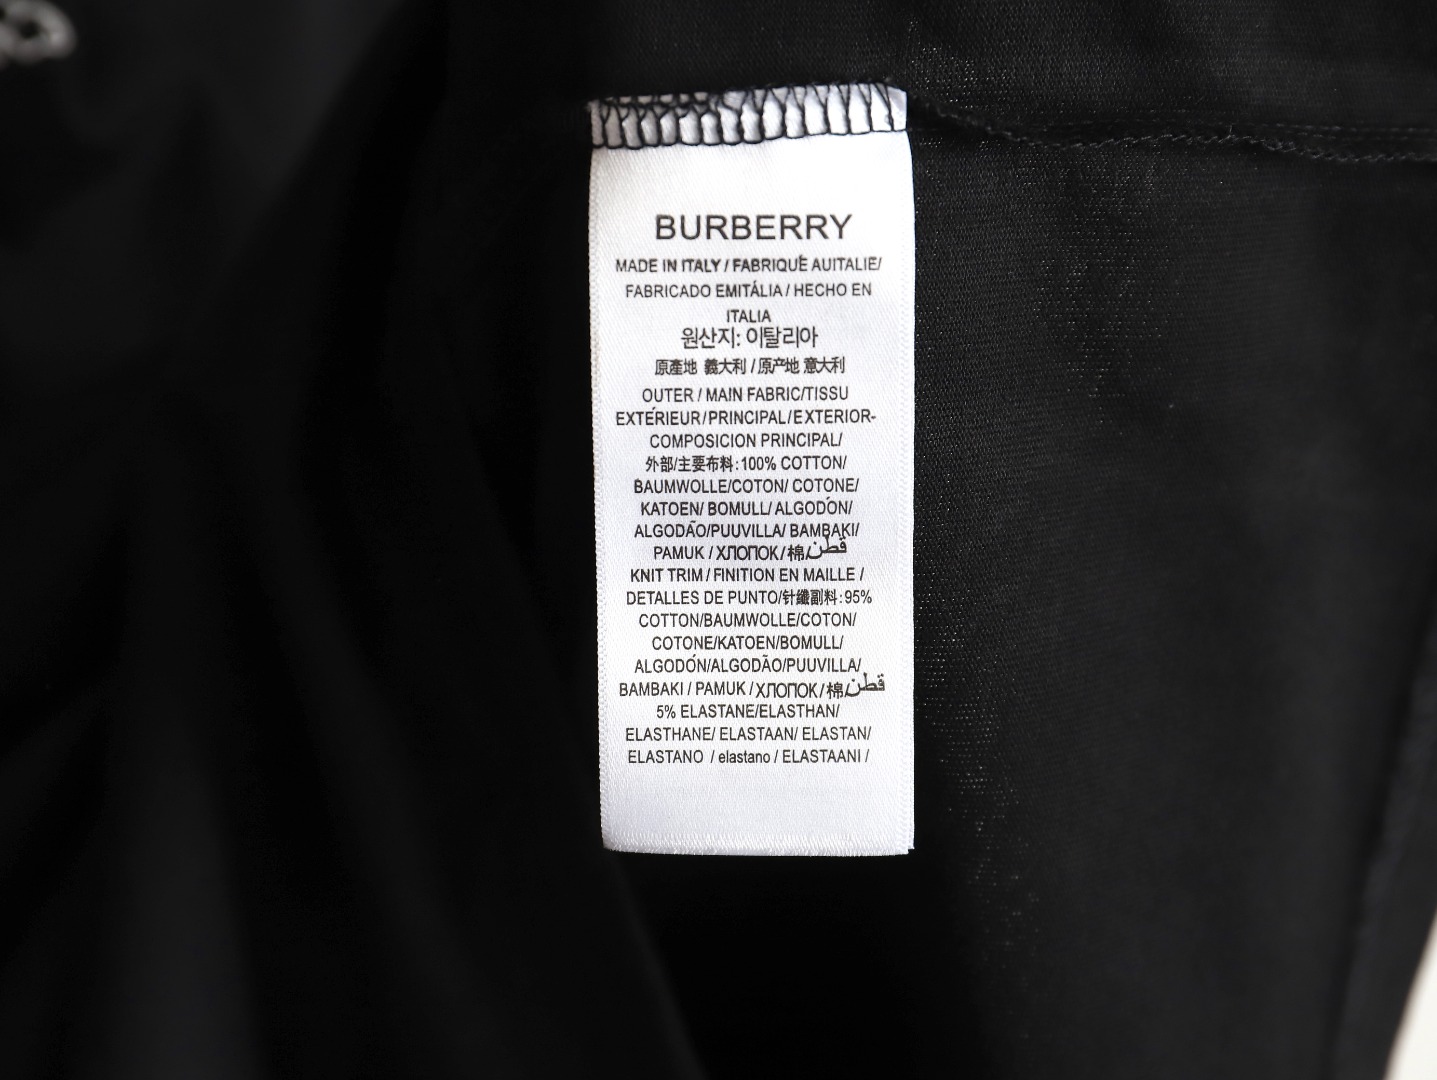 BURBERRY
MADE IN ITALY / FABRIQUÉ AUITALIE/
FABRICADO EMITÁLIA / HECHO EN
ITALIA
원산지: 이탈리아
原產地 義大利 / 原产地 意大利
OUTER / MAIN FABRIC/TISSU
EXTÉRIEUR/PRINCIPAL/EXTERIOR-
COMPOSICION PRINCIPAL/
外部/主要布料:100% COTTON/
BAUMWOLLE/COTON/ COTONE/
KATOEN/ BOMULL/ ALGODÓN/
ALGODÃO/PUUVILLA/ BAMBAKI/
PAMUK / ХЛОПОК/棉/قطن
KNIT TRIM / FINITION EN MAILLE /
DETALLES DE PUNTO/针纖副料:95%
COTTON/BAUMWOLLE/COTON/
COTONE/KATOEN/BOMULL/
ALGODÓN/ALGODÃO/PUUVILLA/
BAMBAKI / PAMUK / ХЛОПОК / 棉/قطن
5% ELASTANE/ELASTHAN/
ELASTHANE/ ELASTAAN/ ELASTAN/
ELASTANO / elastano / ELASTAANI /